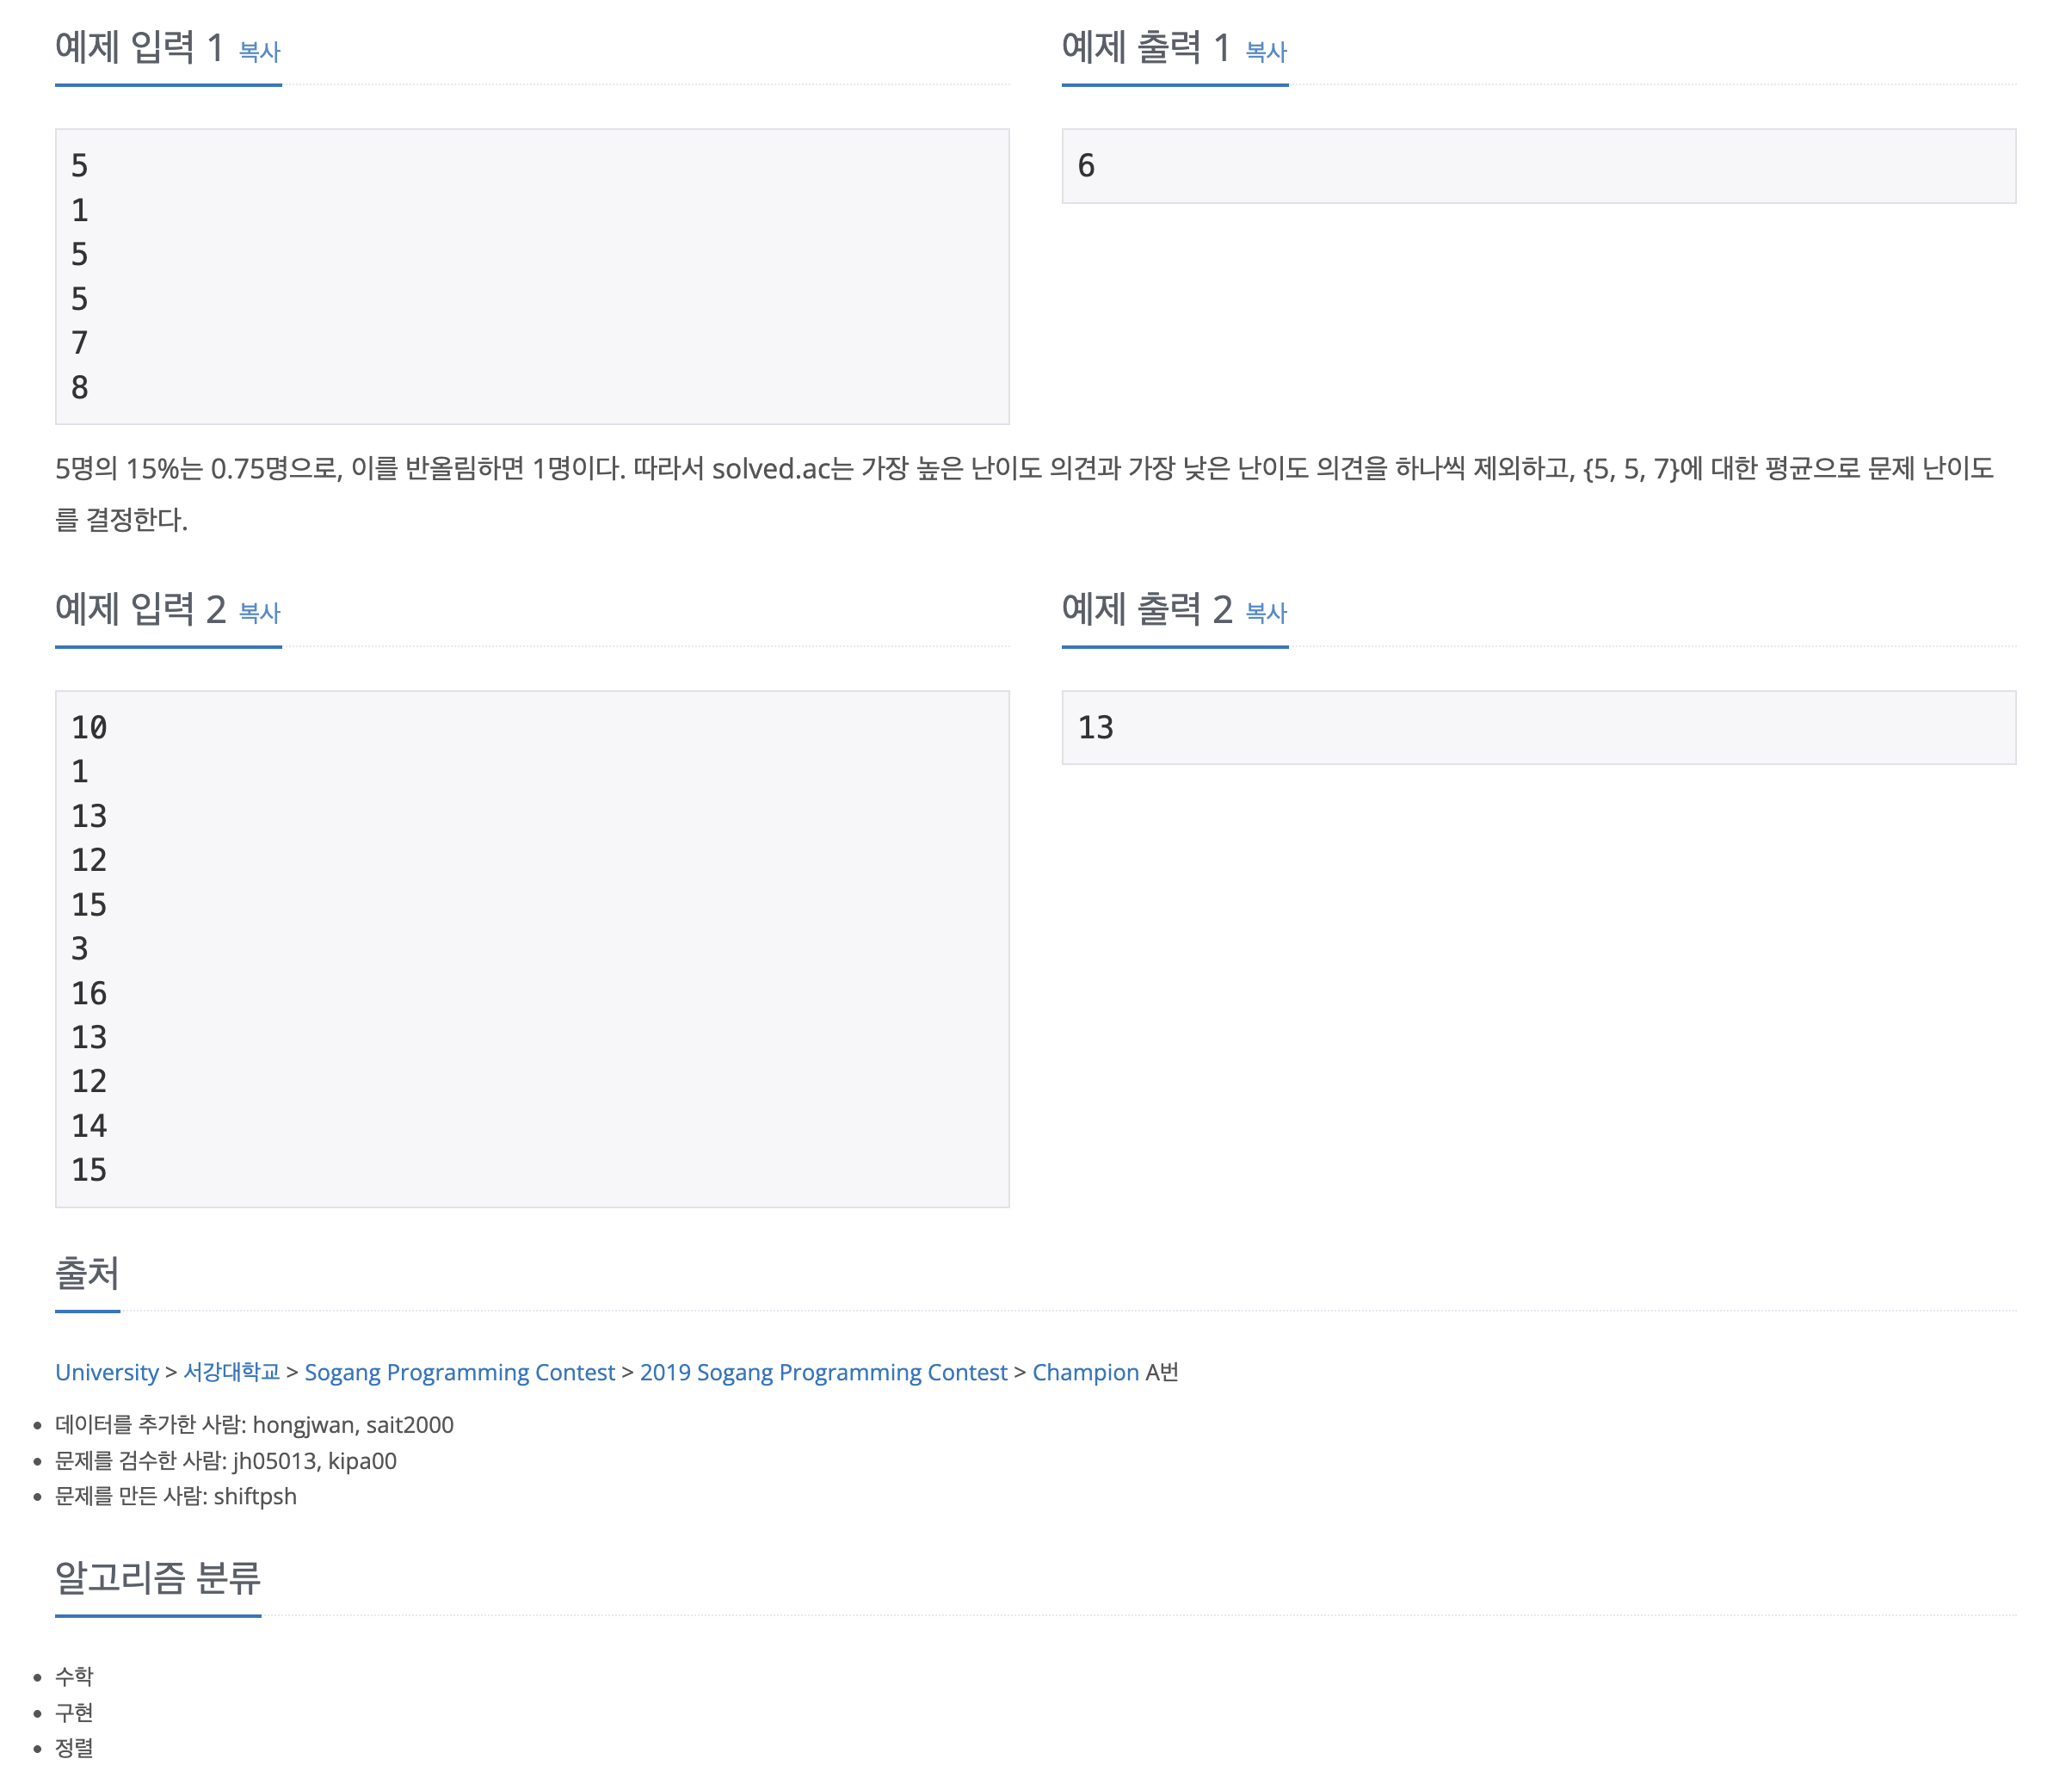 예제 입력 1 복사
예제 출력 1 복사
5
1
5
5
7
8
6
5명의 15%는 0.75명으로, 이를 반올림하면 1명이다. 따라서 solved.ac는 가장 높은 난이도 의견과 가장 낮은 난이도 의견을 하나씩 제외하고, {5, 5, 7}에 대한 평균으로 문제 난이도
를 결정한다.
예제 입력 2 복사
예제 출력 2 복사
10
1
13
12
15
3
16
13
12
14
15
13
출처
University > 서강대학교 > Sogang Programming Contest > 2019 Sogang Programming Contest > Champion A번
• 데이터를 추가한 사람: hongjwan, sait2000
• 문제를 검수한 사람: jh05013, kipa00
• 문제를 만든 사람: shiftpsh
알고리즘 분류
• 수학
• 구현
• 정렬